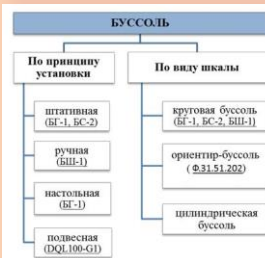 БУССОЛЬ
По принципу
установки
штативная
(БГ-1, БС-2)
ручная
(БШ-1)
настольная
(БГ-1)
подвесная
(DQL100-G1)
По виду шкалы
круговая буссоль
(БГ-1, БС-2, БШ-1)
ориентир-буссоль
( Ф.31.51.202)
цилиндрическая
буссоль